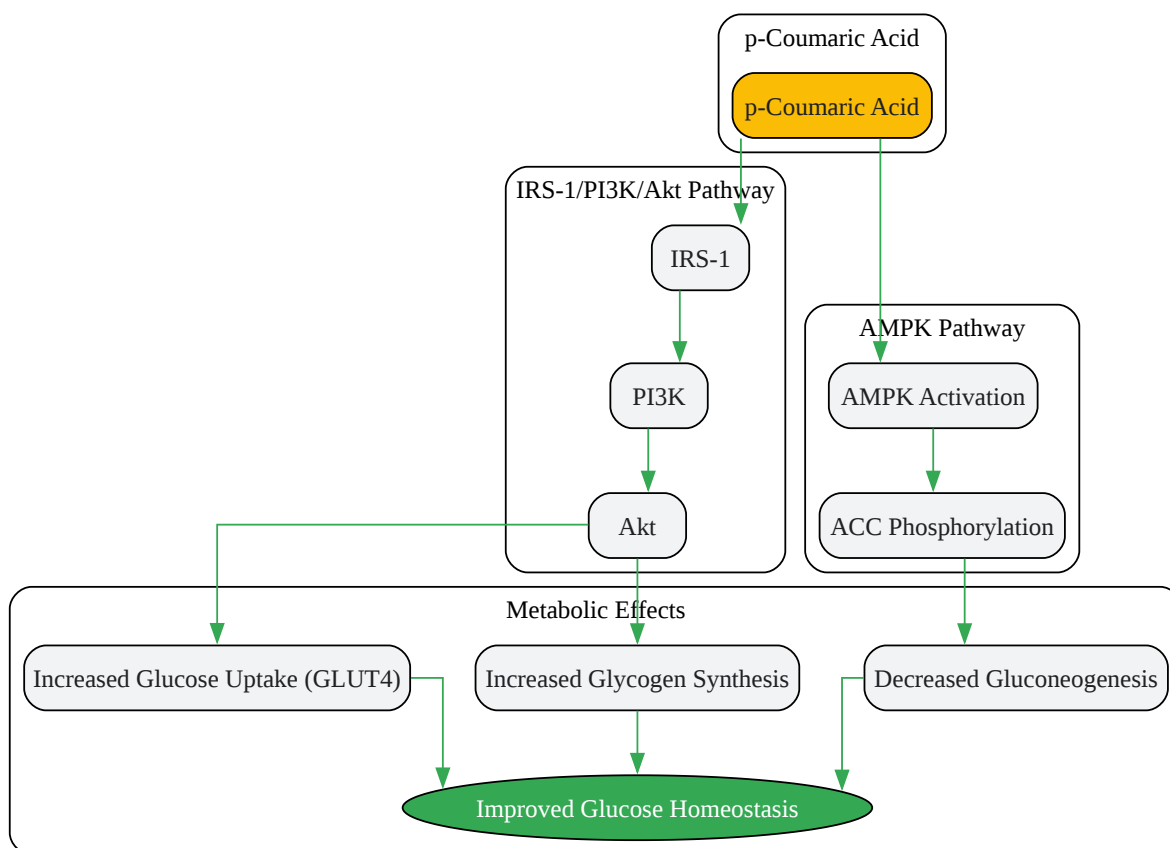 p-Coumaric Acid
p-Coumaric Acid
IRS-1/PI3K/Akt Pathway
IRS-1
AMPK Pathway
PI3K
AMPK Activation
Akt
ACC Phosphorylation
Metabolic Effects
Increased Glucose Uptake (GLUT4)
Increased Glycogen Synthesis
Decreased Gluconeogenesis
Improved Glucose Homeostasis